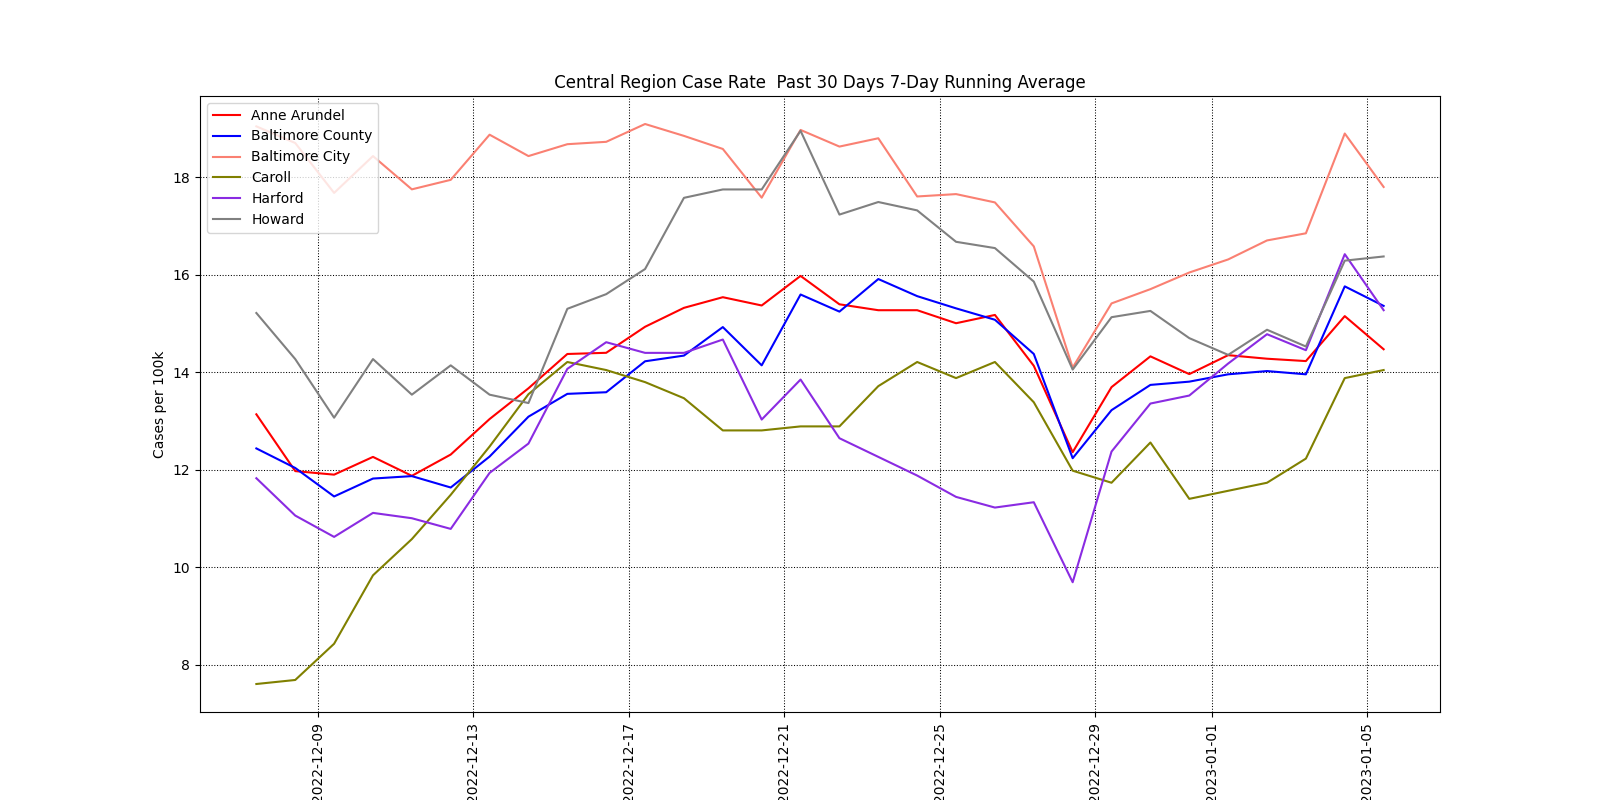 Central Region Case Rate  Past 30 Days 7-Day Running Average
Anne Arundel
Baltimore County
Baltimore City
Caroll
Harford
Howard
Cases per 100k
18
16
14
12
10
8
2022-12-09
2022-12-13
2022-12-17
2022-12-21
2022-12-25
2022-12-29
2023-01-01
2023-01-05